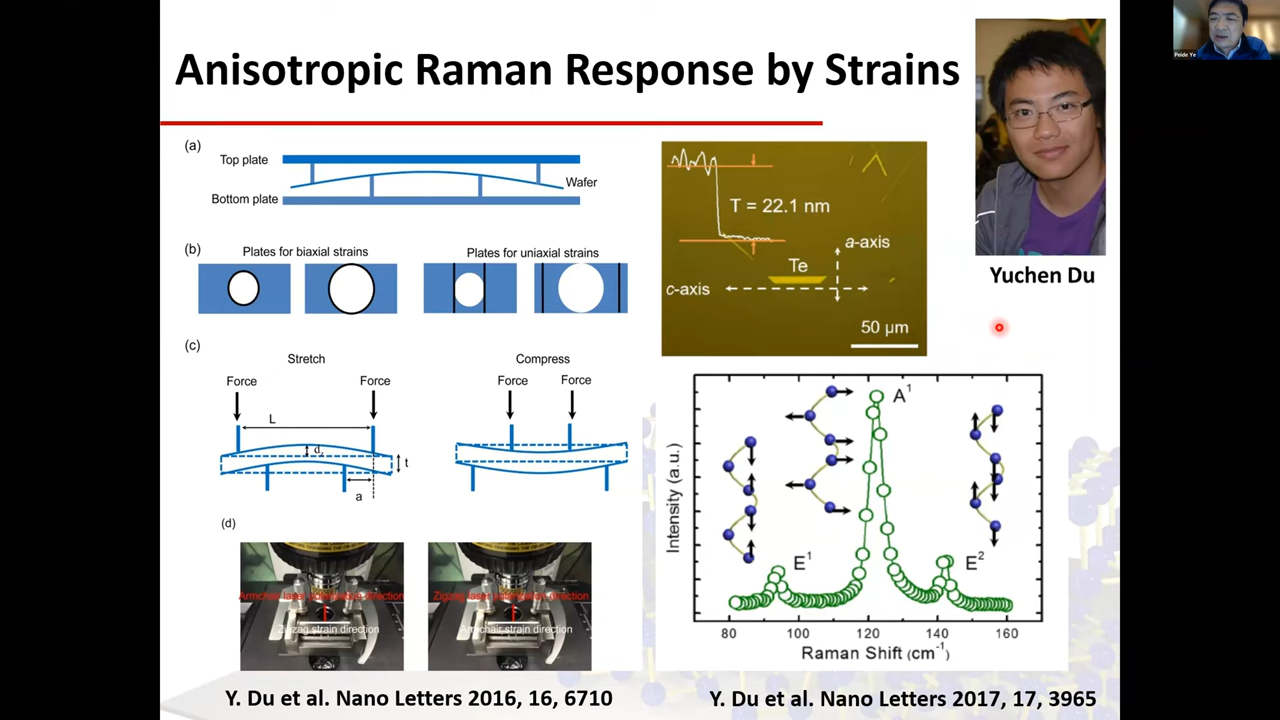 Anisotropic Raman Response by Strains
Peide Ye
(a)
Top plate
Wafer
Bottom plate
(b)
Plates for biaxial strains
Plates for uniaxial strains
(c)
Stretch
Compress
Force
Force
Force
Force
L
t
a
(d)
Armchair laser polarization direction
Zigzag strain direction
Zigzag laser polarization direction
Armchair strain direction
Y. Du et al. Nano Letters 2016, 16, 6710
T = 22.1 nm
a-axis
Te
c-axis
50 μm
Yuchen Du
A¹
E¹
E²
Intensity (a.u.)
80 100 120 140 160
Raman Shift (cm⁻¹)
Y. Du et al. Nano Letters 2017, 17, 3965